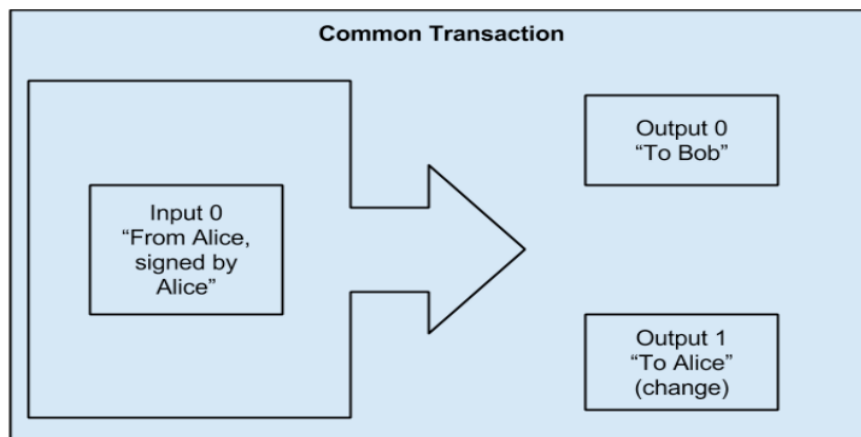 Common Transaction
Input 0
“From Alice,
signed by
Alice”
Output 0
“To Bob”
Output 1
“To Alice”
(change)